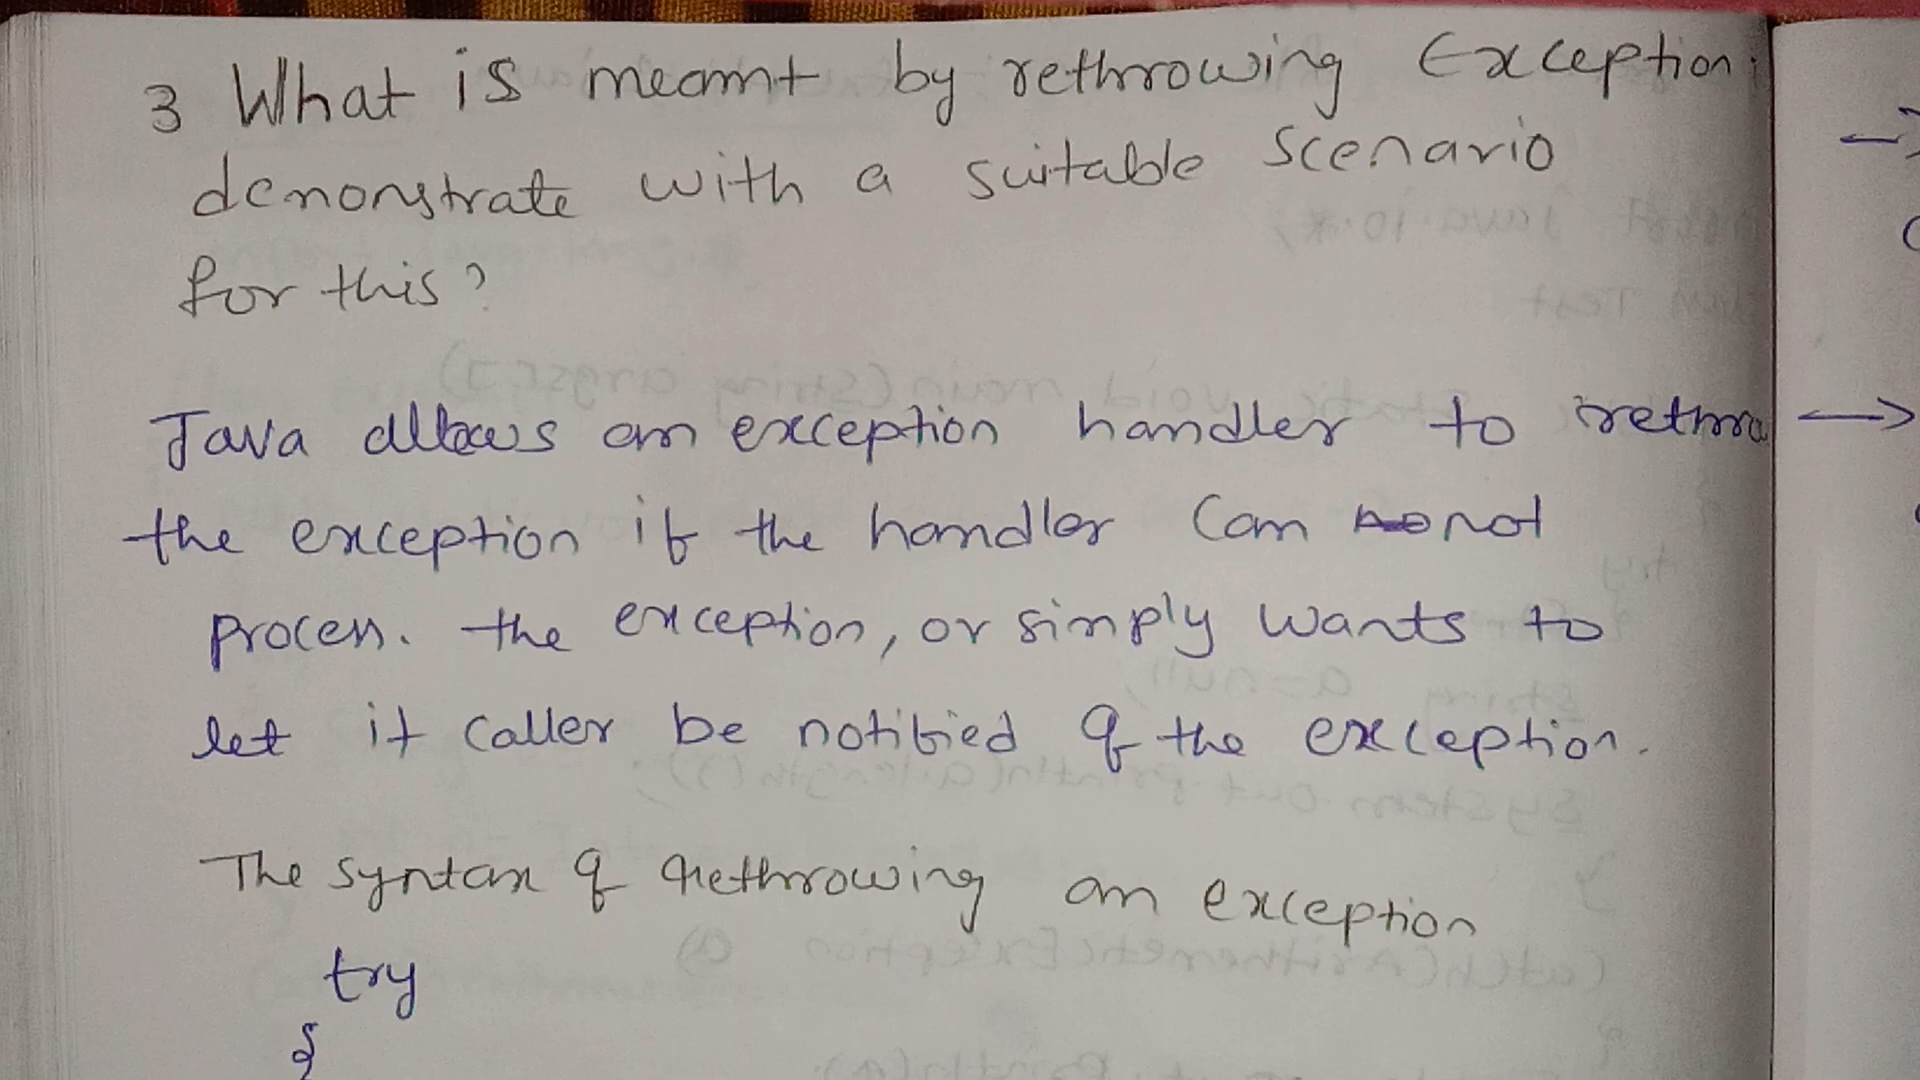 3 What is meant by rethrowing Exception;
demonstrate with a suitable scenario
for this?
Java allows an exception handler to rethro
the exception if the handler can not
process. the exception, or simply wants to
let it caller be notified of the exception.
The syntax of rethrowing an exception
try
{